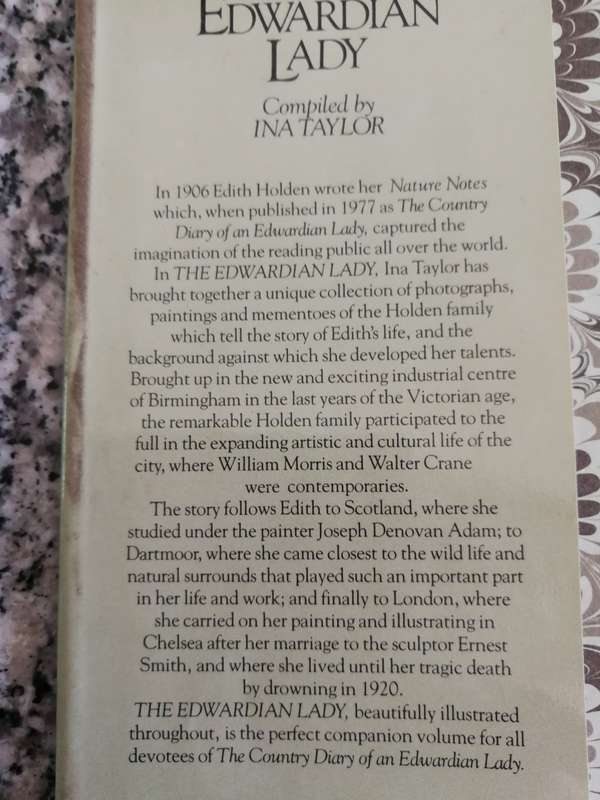 EDWARDIAN
LADY
Compiled by
INA TAYLOR
In 1906 Edith Holden wrote her Nature Notes
which, when published in 1977 as The Country
Diary of an Edwardian Lady, captured the
imagination of the reading public all over the world.
In THE EDWARDIAN LADY, Ina Taylor has
brought together a unique collection of photographs,
paintings and mementoes of the Holden family
which tell the story of Edith's life, and the
background against which she developed her talents.
Brought up in the new and exciting industrial centre
of Birmingham in the last years of the Victorian age,
the remarkable Holden family participated to the
full in the expanding artistic and cultural life of the
city, where William Morris and Walter Crane
were contemporaries.
The story follows Edith to Scotland, where she
studied under the painter Joseph Denovan Adam; to
Dartmoor, where she came closest to the wild life and
natural surrounds that played such an important part
in her life and work; and finally to London, where
she carried on her painting and illustrating in
Chelsea after her marriage to the sculptor Ernest
Smith, and where she lived until her tragic death
by drowning in 1920.
THE EDWARDIAN LADY, beautifully illustrated
throughout, is the perfect companion volume for all
devotees of The Country Diary of an Edwardian Lady.